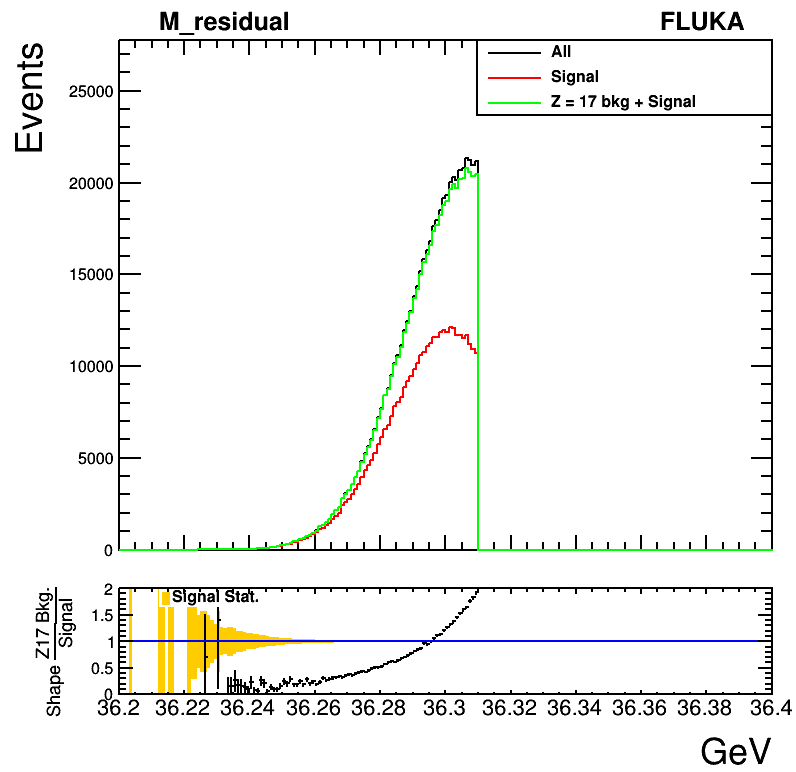 M_residual FLUKA
Events
All
Signal
Z = 17 bkg + Signal
25000
20000
15000
10000
5000
0
Shape Z17 Bkg.
Signal
Signal Stat.
2
1.5
1
0.5
0
36.2 36.22 36.24 36.26 36.28 36.3 36.32 36.34 36.36 36.38 36.4
GeV